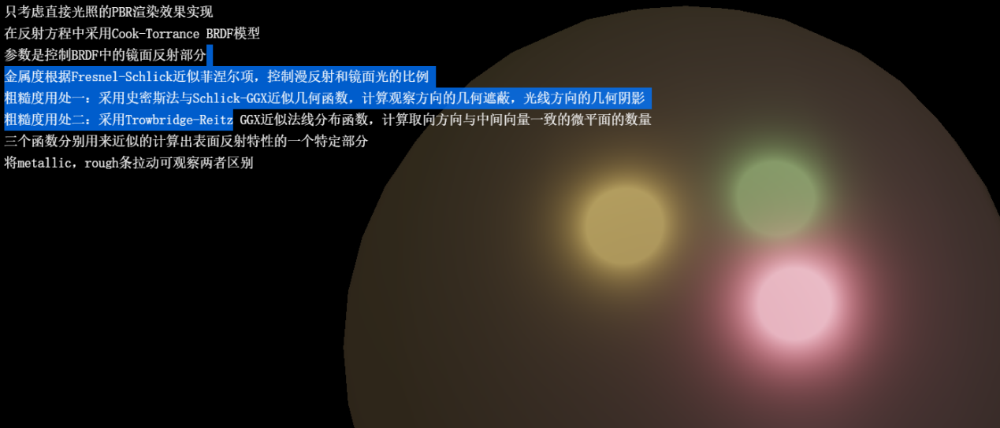 只考虑直接光照的PBR渲染效果实现
在反射方程中采用Cook-Torrance BRDF模型
参数是控制BRDF中的镜面反射部分
金属度根据Fresnel-Schlick近似菲涅尔项，控制漫反射和镜面光的比例
粗糙度用处一：采用史密斯法与Schlick-GGX近似几何函数，计算观察方向的几何遮蔽，光线方向的几何阴影
粗糙度用处二：采用Trowbridge-Reitz GGX近似法线分布函数，计算取向方向与中间向量一致的微平面的数量
三个函数分别用来近似的计算出表面反射特性的一个特定部分
将metallic，rough条拉动可观察两者区别